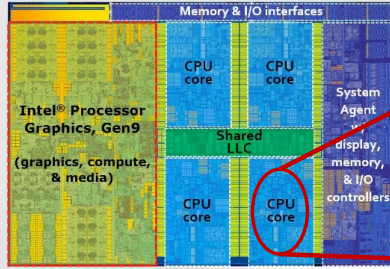 Memory & I/O interfaces
Intel® Processor
Graphics, Gen9
(graphics, compute,
& media)
CPU
core
CPU
core
Shared
LLC
CPU
core
CPU
core
System
Agent
display,
memory,
& I/O
controllers